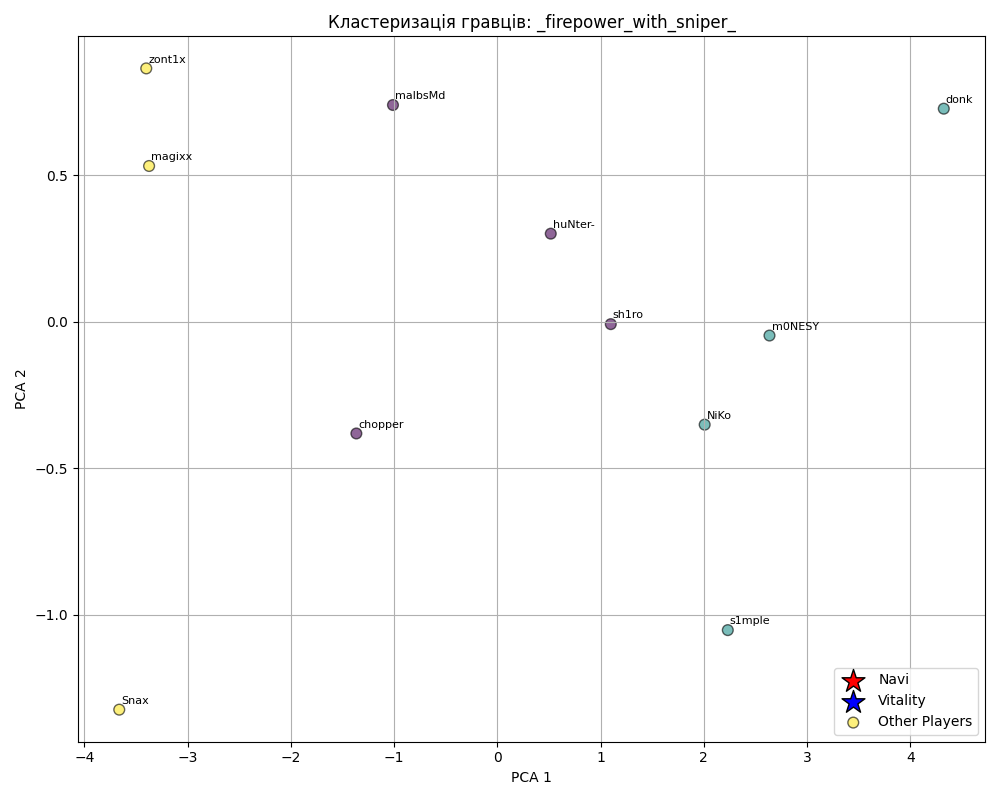 Кластеризація гравців: _firepower_with_sniper_
zont1x
malbsMd
donk
magixx
huNter-
sh1ro
m0NESY
NiKo
chopper
s1mple
Snax
0.5
0.0
−0.5
−1.0
PCA 2
−4
−3
−2
−1
0
1
2
3
4
PCA 1
Navi
Vitality
Other Players